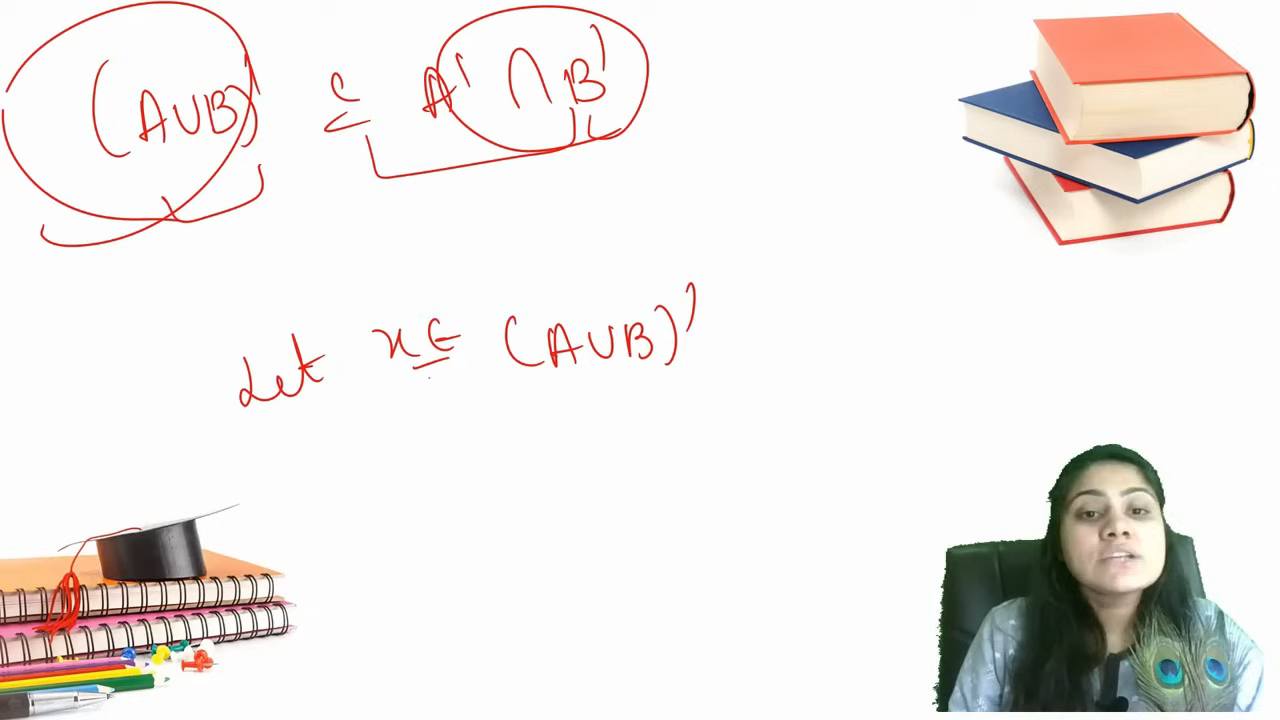 (A∪B)' ⊆ A' ∩ B'
Let x ∈ (A∪B)'